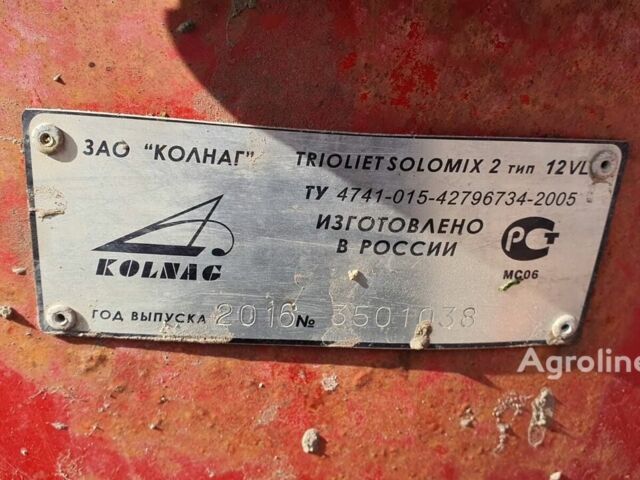 ЗАО "КОЛНАГ" TRIOLIET SOLOMIX 2 тип 12VL
ТУ 4741-015-42796734-2005
ИЗГОТОВЛЕНО
В РОССИИ
РСТ
МС06
KOLNAG
ГОД ВЫПУСКА 2016 № 3501038
Agroline